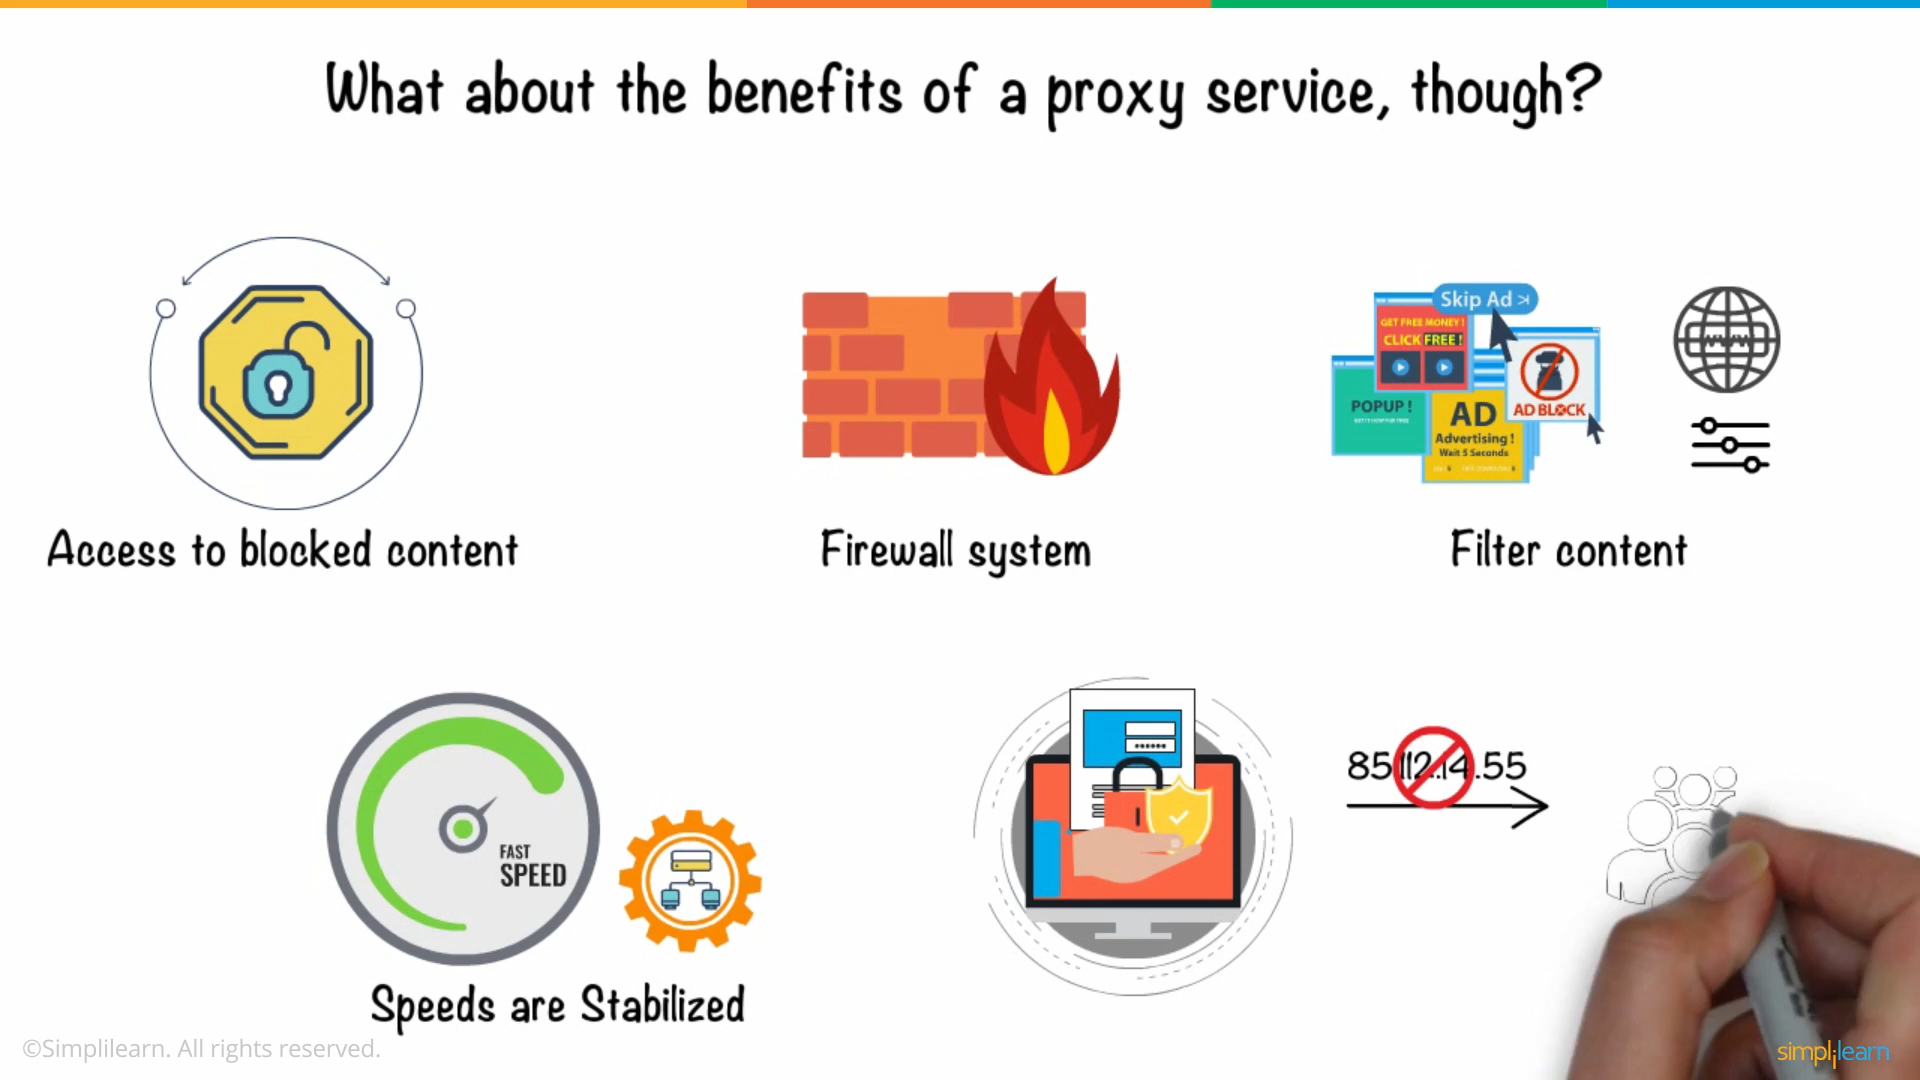 What about the benefits of a proxy service, though?
Skip Ad
GET FREE MONEY !
CLICK FREE !
POPUP !
AD
Advertising !
Wait 5 Seconds
AD BLOCK
www
Access to blocked content
Firewall system
Filter content
FAST
SPEED
85.112.14.55
Speeds are Stabilized
©Simplilearn. All rights reserved.
simplilearn